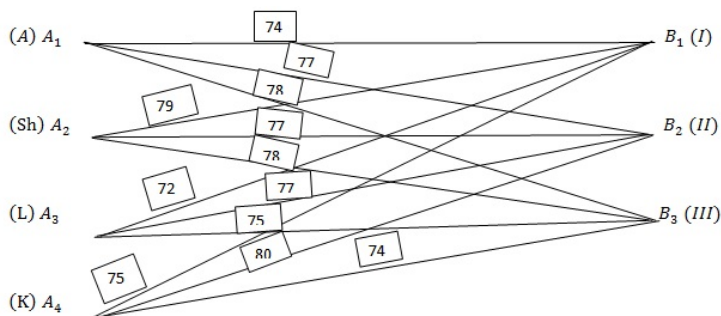 74
(A) A₁ B₁ (I)
77
78
79
77
(Sh) A₂ B₂ (II)
78
72
77
(L) A₃ 75 B₃ (III)
80 74
75
(K) A₄